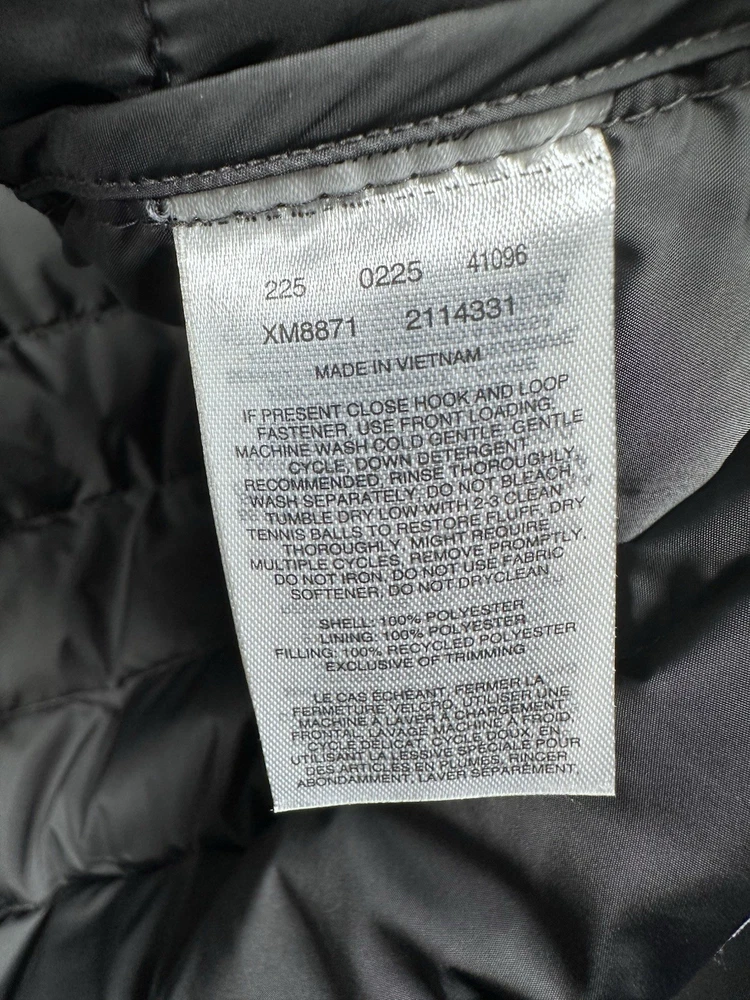 225 0225 41096
XM8871 2114331
MADE IN VIETNAM
IF PRESENT CLOSE HOOK AND LOOP
FASTENER, USE FRONT LOADING,
MACHINE WASH COLD GENTLE, GENTLE
CYCLE, DOWN DETERGENT
RECOMMENDED, RINSE THOROUGHLY,
WASH SEPARATELY, DO NOT BLEACH,
TUMBLE DRY LOW WITH 2-3 CLEAN
TENNIS BALLS TO RESTORE FLUFF, DRY
THOROUGHLY, MIGHT REQUIRE
MULTIPLE CYCLES, REMOVE PROMPTLY,
DO NOT IRON, DO NOT USE FABRIC
SOFTENER, DO NOT DRYCLEAN
SHELL: 100% POLYESTER
LINING: 100% POLYESTER
FILLING: 100% RECYCLED POLYESTER
EXCLUSIVE OF TRIMMING
LE CAS ÉCHÉANT, FERMER LA
FERMETURE VELCRO, UTILISER UNE
MACHINE À LAVER À CHARGEMENT
FRONTAL, LAVAGE MACHINE À FROID
CYCLE DÉLICAT, CYCLE DOUX, EN
UTILISANT LA LESSIVE SPÉCIALE POUR
DES ARTICLES EN PLUMES, RINCER
ABONDAMMENT, LAVER SÉPARÉMENT,